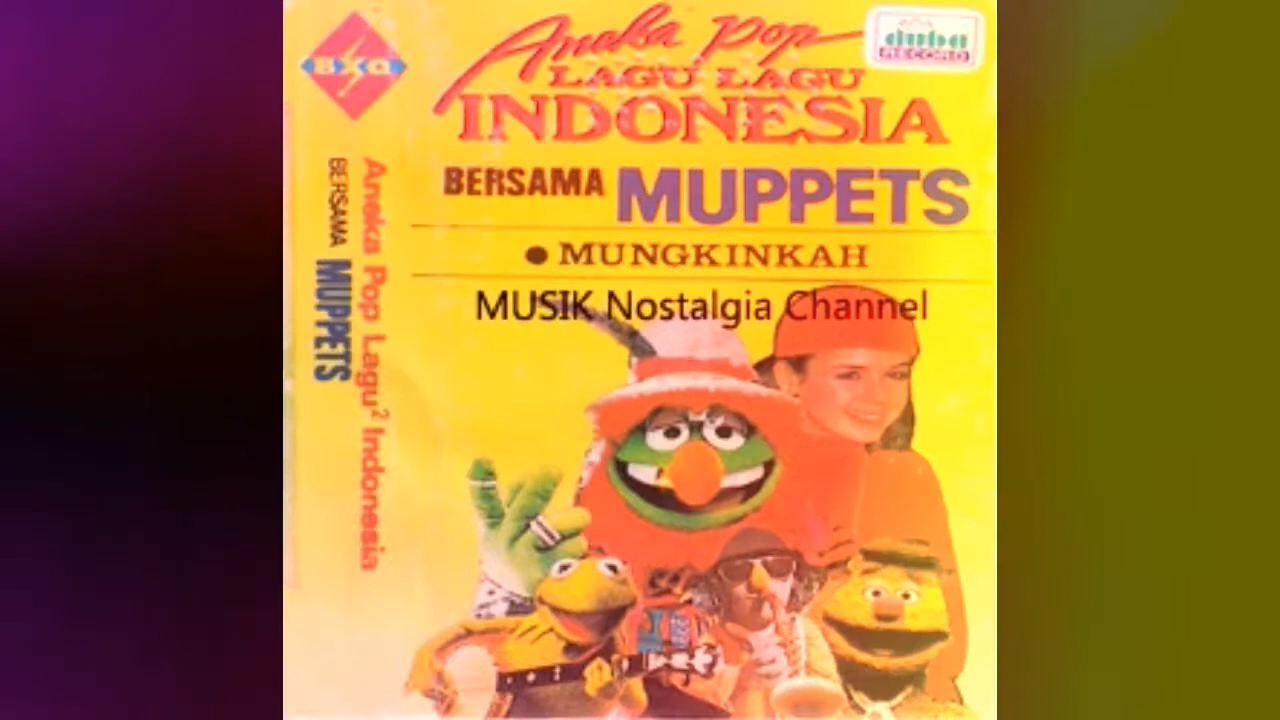 BXQ
Aneka Pop Lagu² Indonesia
BERSAMA MUPPETS
Aneka Pop
LAGU LAGU
INDONESIA
duba
RECORD
BERSAMA MUPPETS
● MUNGKINKAH
MUSIK Nostalgia Channel